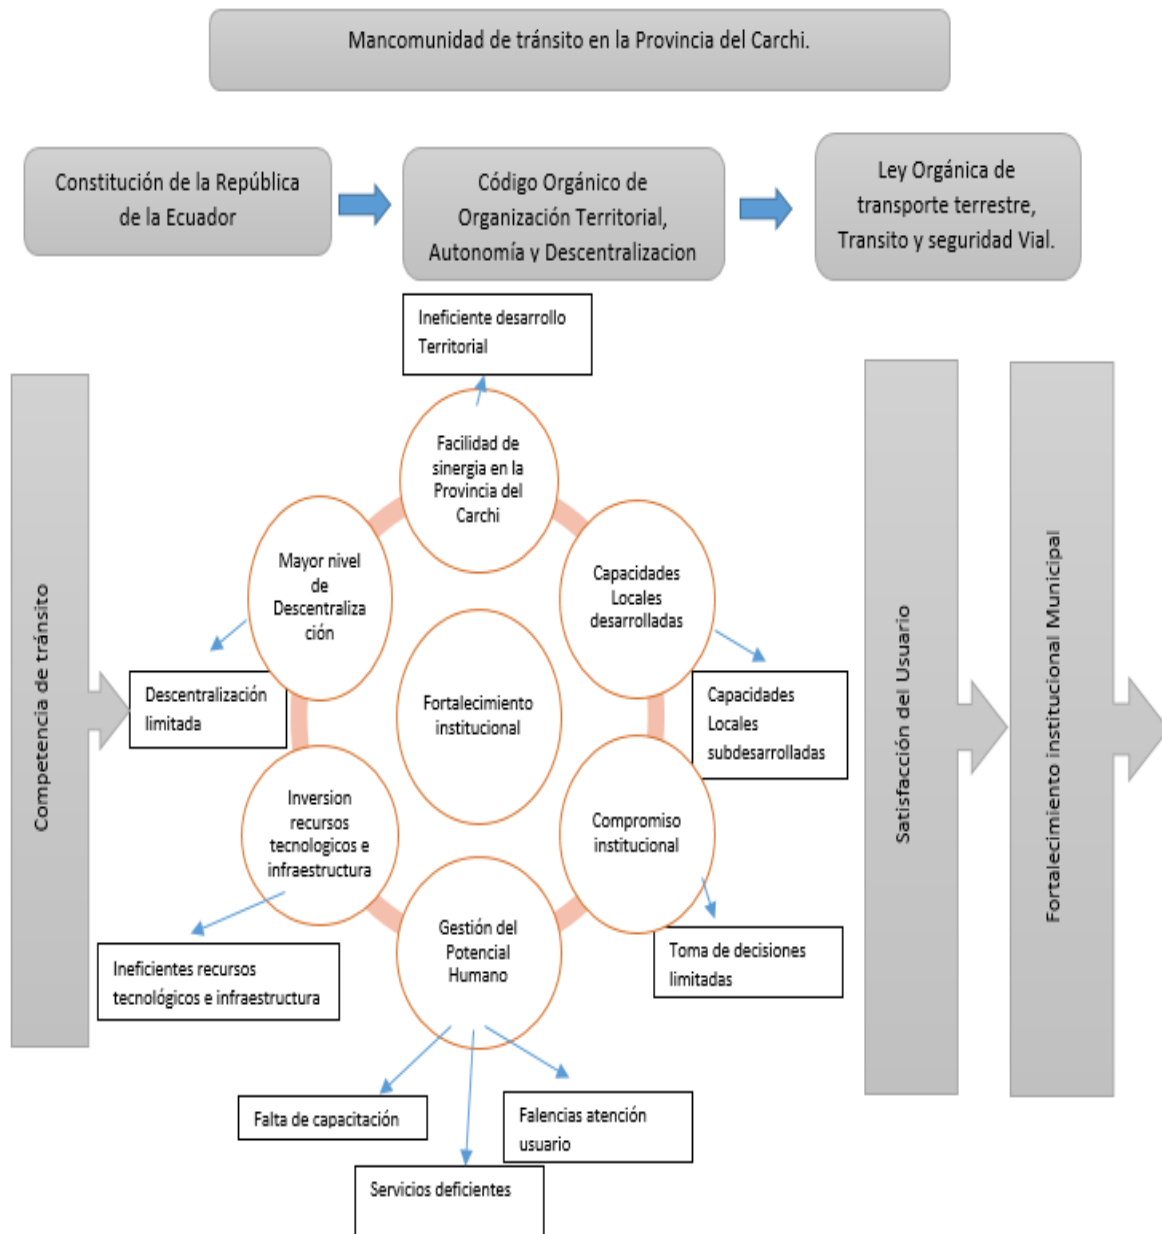 Mancomunidad de tránsito en la Provincia del Carchi.
Constitución de la República
de la Ecuador
Código Orgánico de
Organización Territorial,
Autonomía y Descentralizacion
Ley Orgánica de
transporte terrestre,
Transito y seguridad Vial.
Ineficiente desarrollo
Territorial
Facilidad de
sinergia en la
Provincia del
Carchi
Mayor nivel
de
Descentraliza
ción
Capacidades
Locales
desarrolladas
Competencia de tránsito
Descentralización
limitada
Fortalecimiento
institucional
Capacidades
Locales
subdesarrolladas
Inversion
recursos
tecnologicos e
infraestructura
Compromiso
institucional
Gestión del
Potencial
Humano
Ineficientes recursos
tecnológicos e infraestructura
Toma de decisiones
limitadas
Falta de capacitación
Falencias atención
usuario
Servicios deficientes
Satisfacción del Usuario
Fortalecimiento institucional Municipal